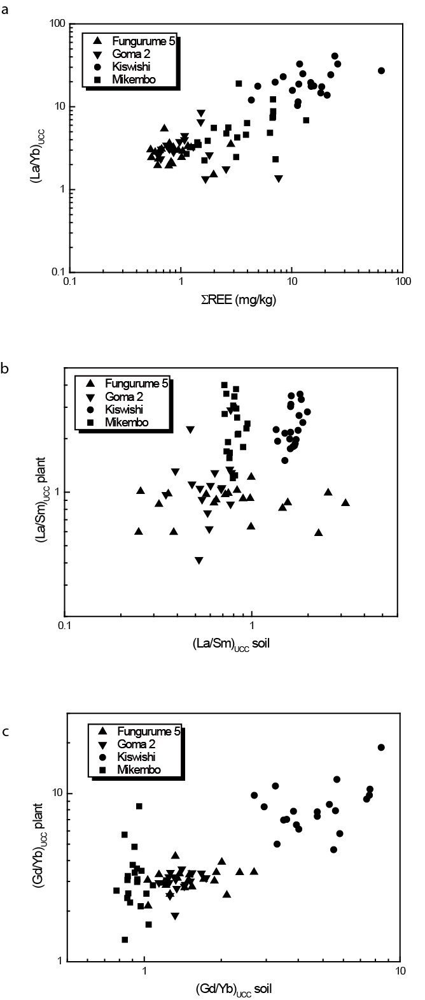 a
100
Fungurume 5
Goma 2
Kiswishi
Mikembo
10
(La/Yb)UCC
1
0.1
0.1 1 10 100
ΣREE (mg/kg)
b
Fungurume 5
Goma 2
Kiswishi
Mikembo
1
(La/Sm)UCC plant
0.1 1
(La/Sm)UCC soil
c
Fungurume 5
Goma 2
Kiswishi
Mikembo
10
(Gd/Yb)UCC plant
1
1 10
(Gd/Yb)UCC soil